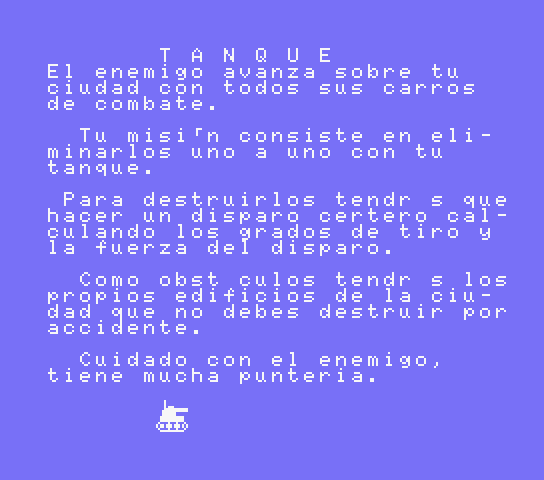 T A N Q U E
El enemigo avanza sobre tu
ciudad con todos sus carros
de combate.
Tu misi⌈n consiste en eli-
minarlos uno a uno con tu
tanque.
Para destruirlos tendr s que
hacer un disparo certero cal-
culando los grados de tiro y
la fuerza del disparo.
Como obst culos tendr s los
propios edificios de la ciu-
dad que no debes destruir por
accidente.
Cuidado con el enemigo,
tiene mucha punteria.